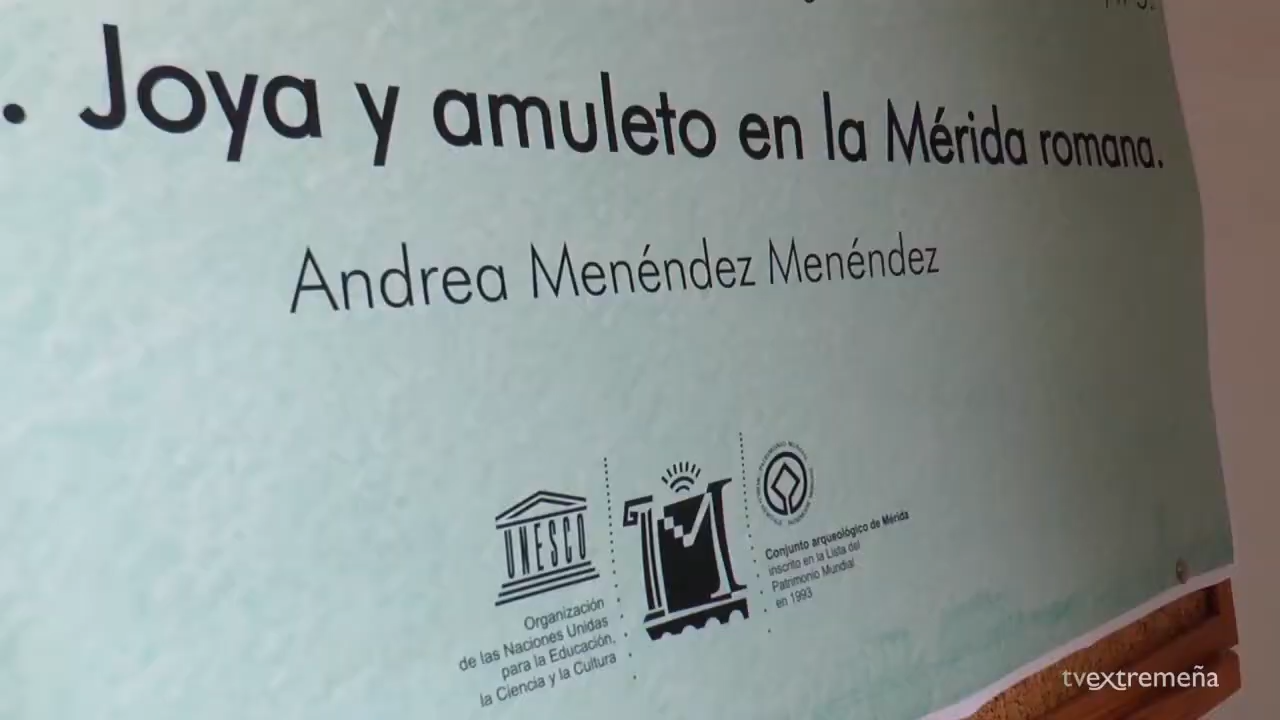 . Joya y amuleto en la Mérida romana.
Andrea Menéndez Menéndez
UNESCO
Organización
de las Naciones Unidas
para la Educación,
la Ciencia y la Cultura
M
Conjunto arqueológico de Mérida
inscrito en la Lista del
Patrimonio Mundial
en 1993
tvextremeña